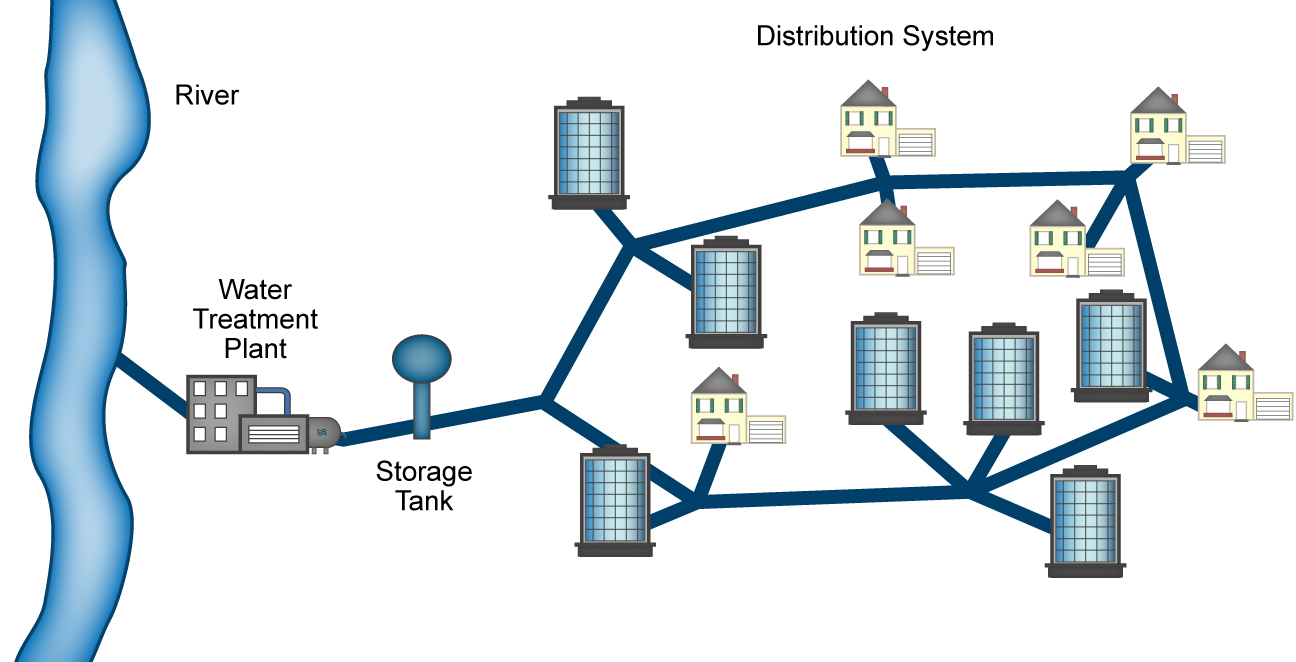 Distribution System
River
Water
Treatment
Plant
Storage
Tank